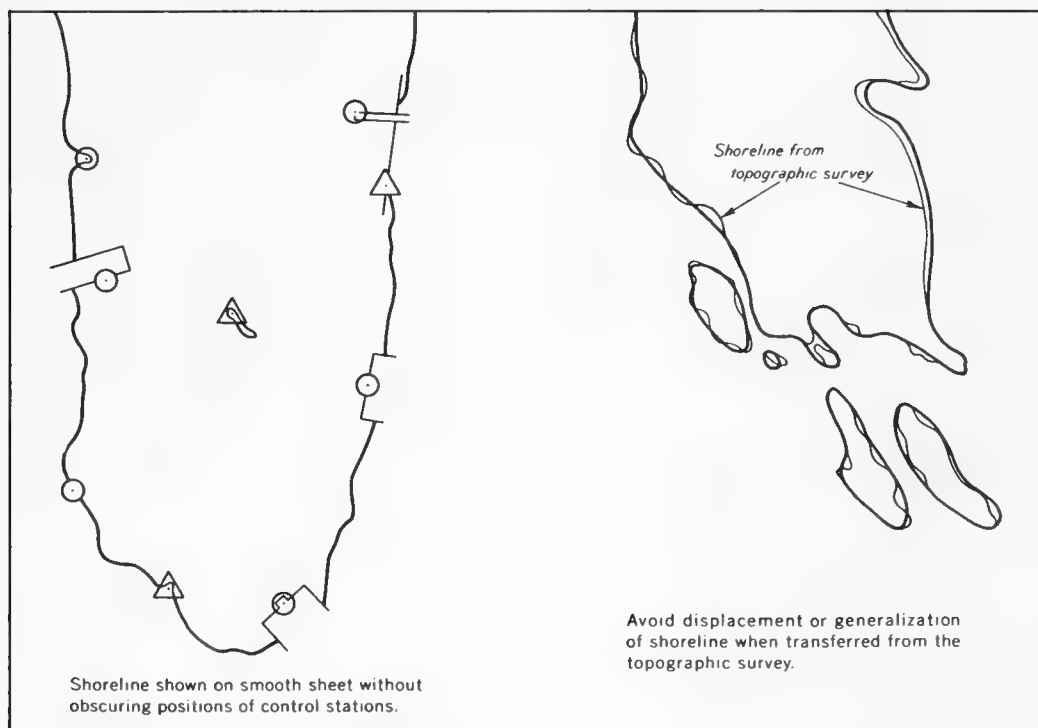 Shoreline from
topographic survey
Shoreline shown on smooth sheet without
obscuring positions of control stations.
Avoid displacement or generalization
of shoreline when transferred from the
topographic survey.